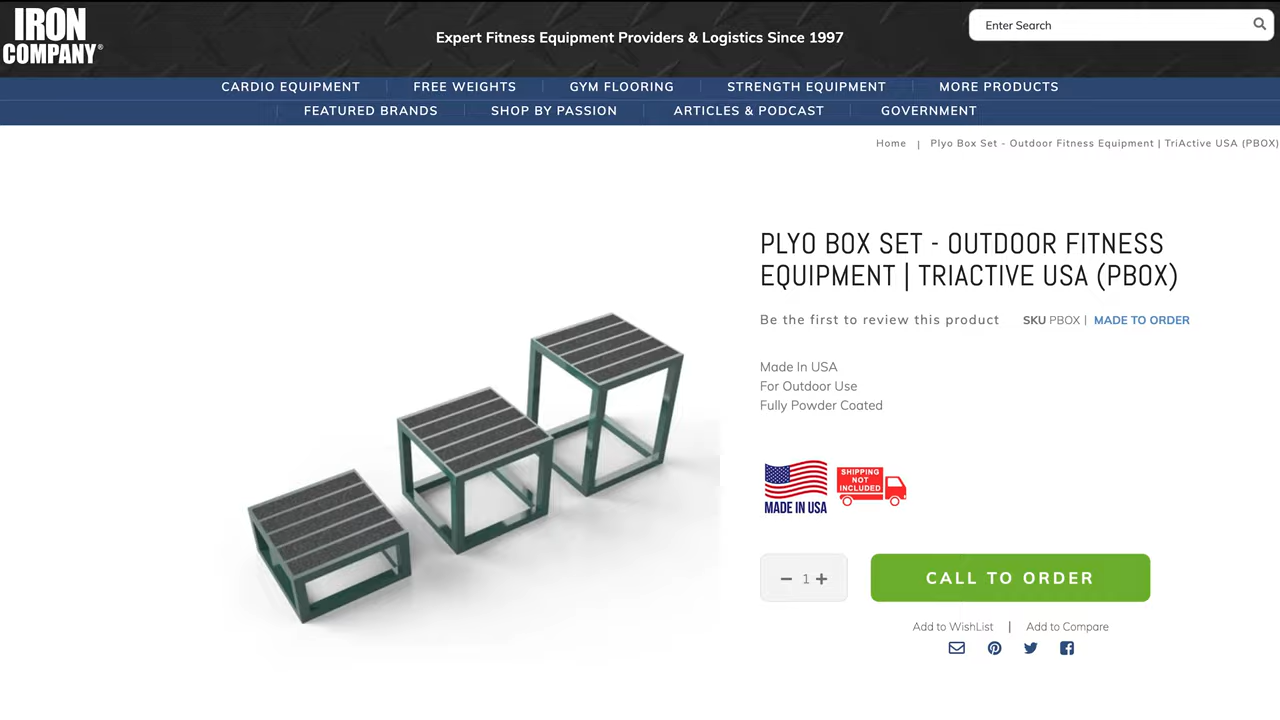 IRON
COMPANY®
Expert Fitness Equipment Providers & Logistics Since 1997
Enter Search
CARDIO EQUIPMENT | FREE WEIGHTS | GYM FLOORING | STRENGTH EQUIPMENT | MORE PRODUCTS
| FEATURED BRANDS | SHOP BY PASSION | ARTICLES & PODCAST | GOVERNMENT
Home | Plyo Box Set - Outdoor Fitness Equipment | TriActive USA (PBOX)
PLYO BOX SET - OUTDOOR FITNESS
EQUIPMENT | TRIACTIVE USA (PBOX)
Be the first to review this product SKU PBOX | MADE TO ORDER
Made In USA
For Outdoor Use
Fully Powder Coated
MADE IN USA
SHIPPING
NOT
INCLUDED
− 1 +
CALL TO ORDER
Add to WishList | Add to Compare